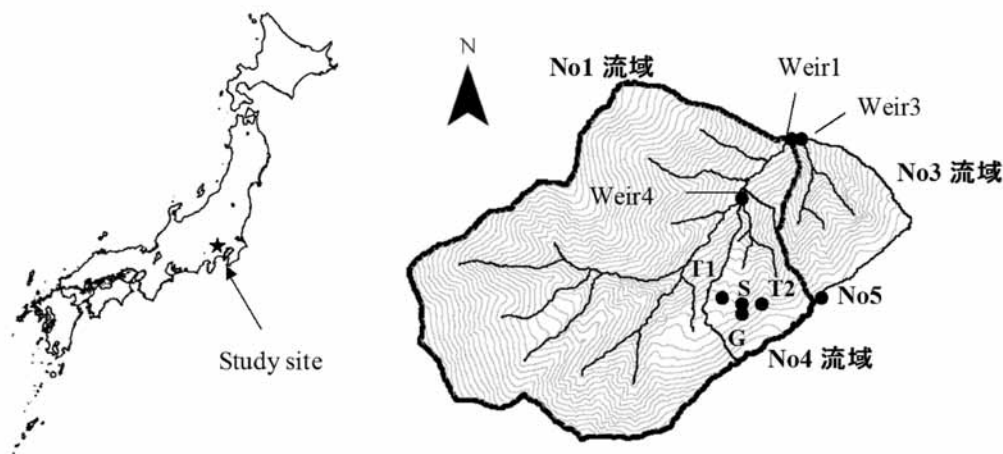 N
No1 流域
Weir1
Weir3
No3 流域
Weir4
T1
S
T2
No5
G
No4 流域
Study site